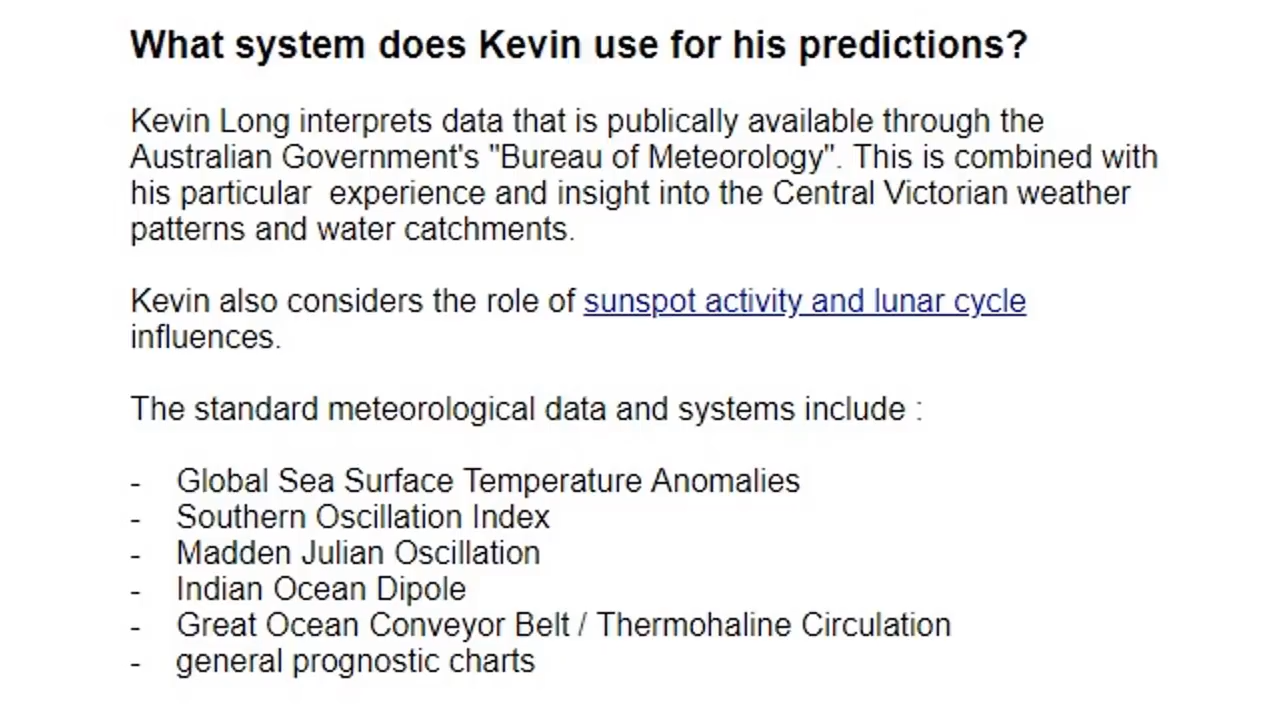 What system does Kevin use for his predictions?
Kevin Long interprets data that is publically available through the
Australian Government's "Bureau of Meteorology". This is combined with
his particular  experience and insight into the Central Victorian weather
patterns and water catchments.
Kevin also considers the role of sunspot activity and lunar cycle
influences.
The standard meteorological data and systems include :
- Global Sea Surface Temperature Anomalies
- Southern Oscillation Index
- Madden Julian Oscillation
- Indian Ocean Dipole
- Great Ocean Conveyor Belt / Thermohaline Circulation
- general prognostic charts